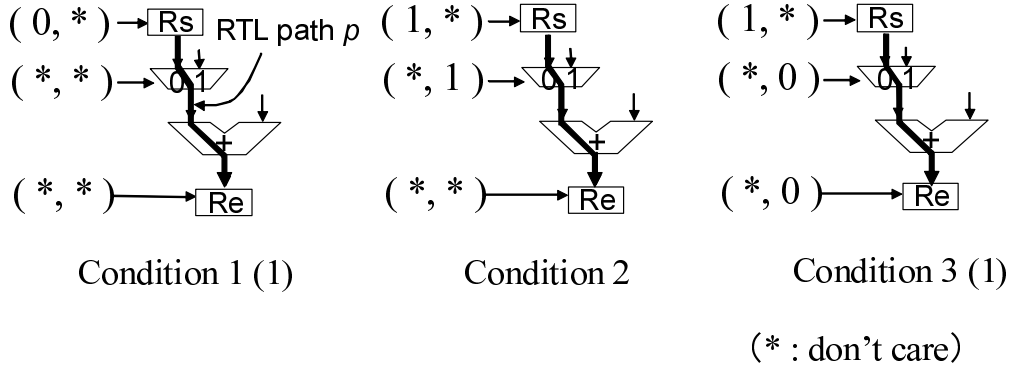 ( 0, * ) Rs RTL path p
( *, * ) 0 1
+
( *, * ) Re
Condition 1 (1)
( 1, * ) Rs
( *, 1 ) 0 1
+
( *, * ) Re
Condition 2
( 1, * ) Rs
( *, 0 ) 0 1
+
( *, 0 ) Re
Condition 3 (1)
(* : don't care)